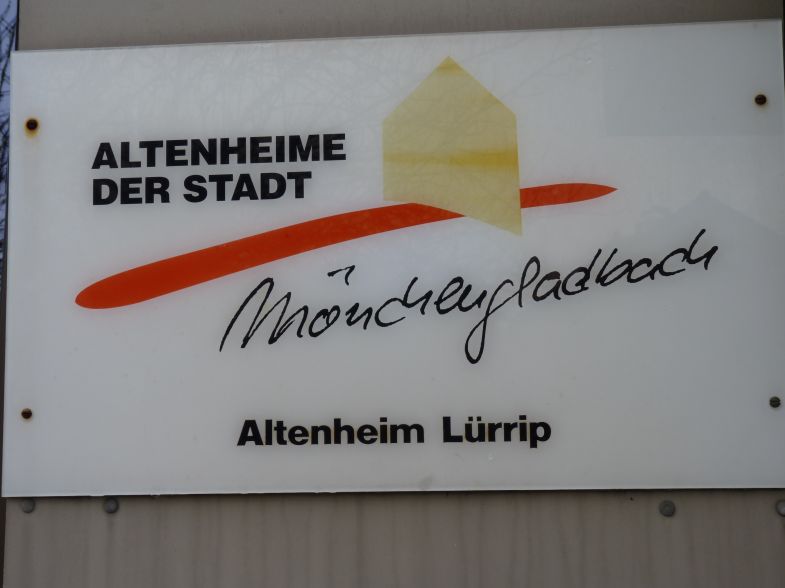 ALTENHEIME
DER STADT
Mönchengladbach
Altenheim Lürrip